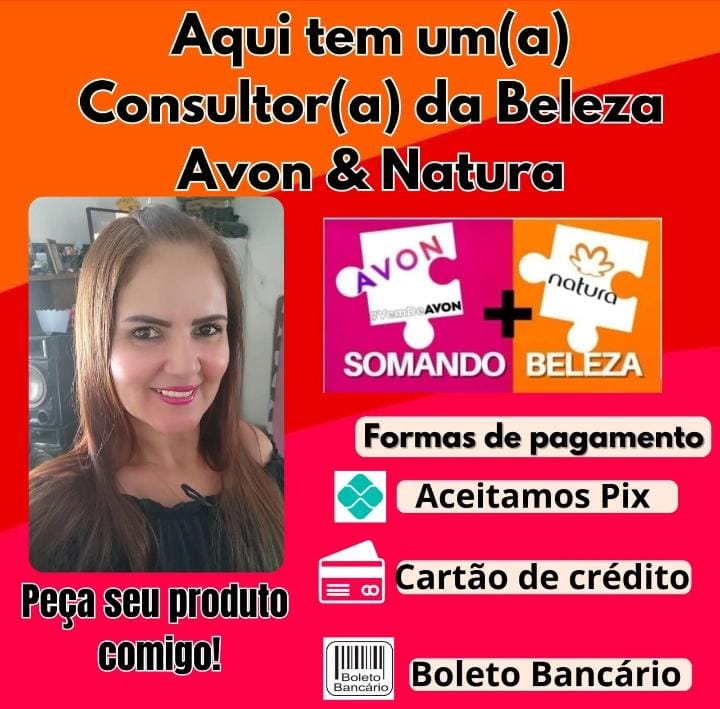 Aqui tem um(a)
Consultor(a) da Beleza
Avon & Natura
AVON
#VemDeAVON
+
natura
SOMANDO BELEZA
Formas de pagamento
Aceitamos Pix
Cartão de crédito
Peça seu produto
comigo!
Boleto
Bancário
Boleto Bancário